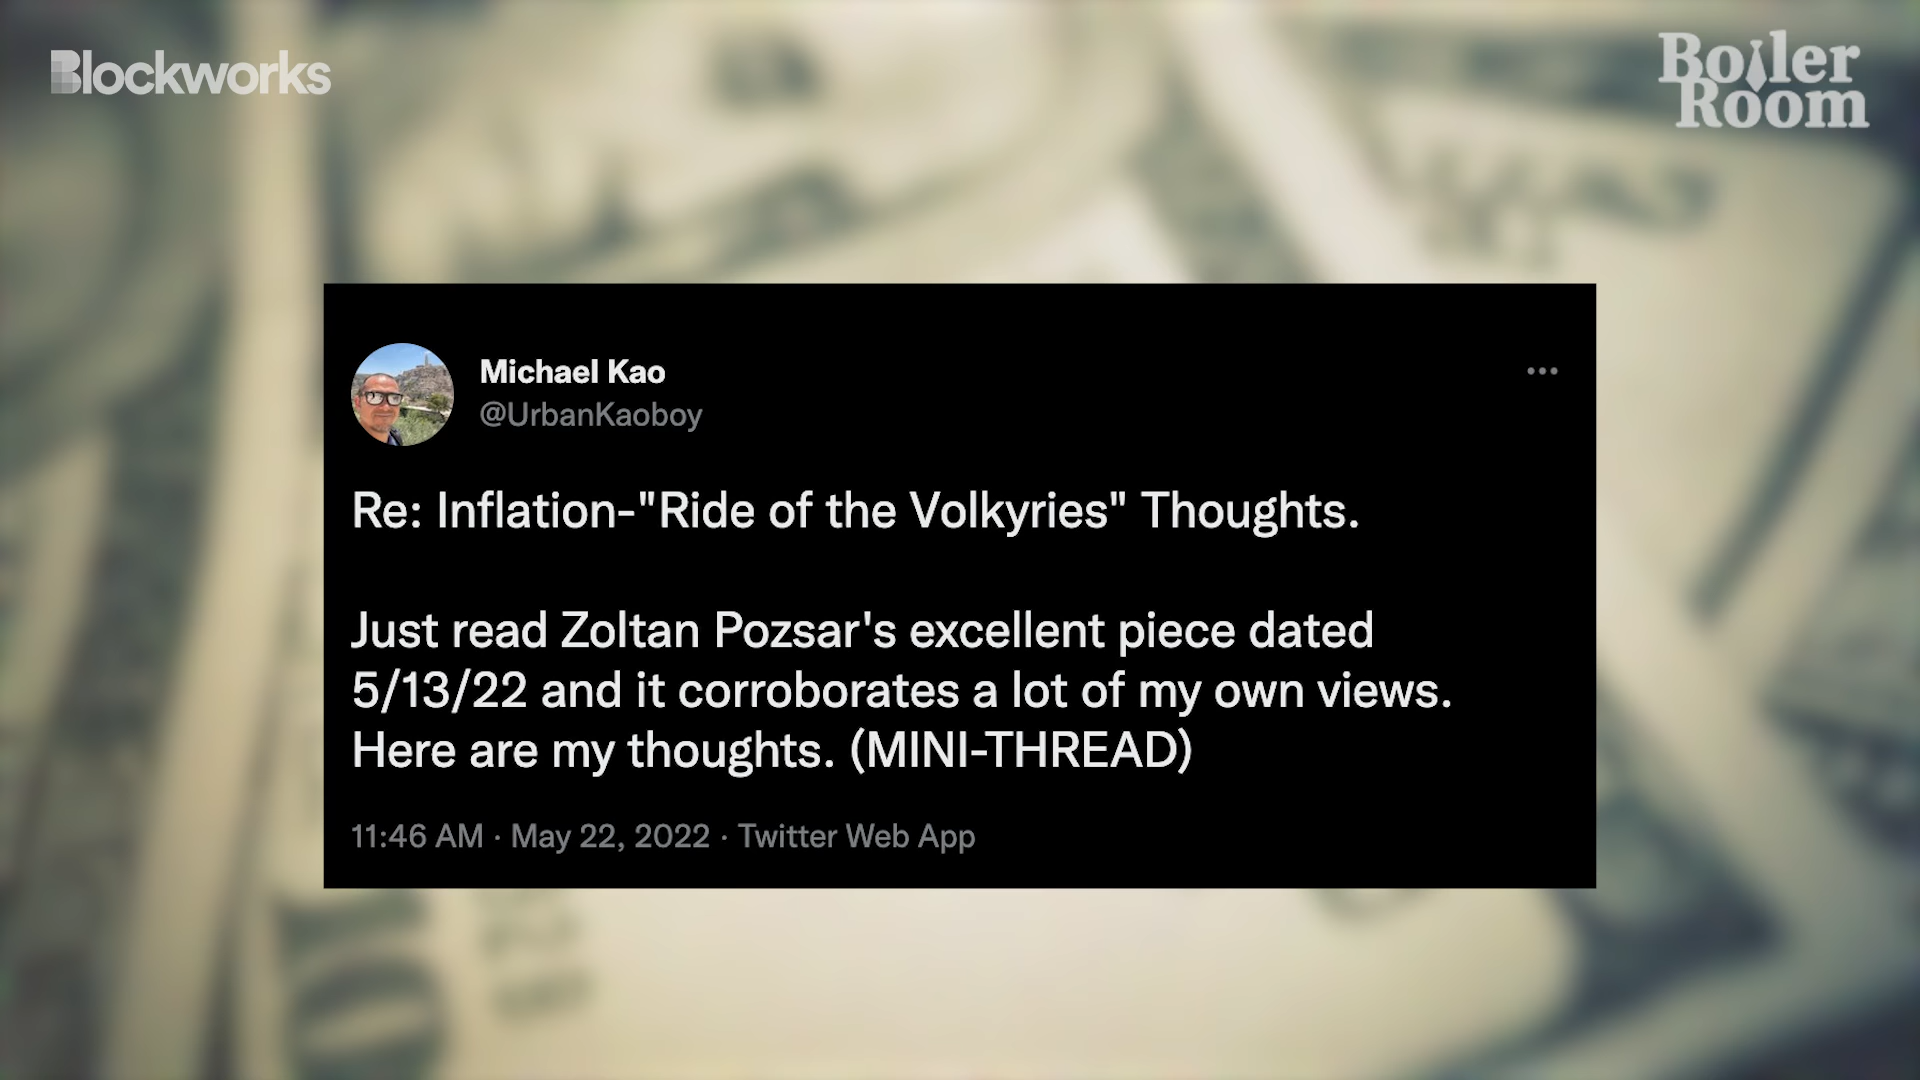 Blockworks
Boiler
Room
Michael Kao
@UrbanKaoboy
Re: Inflation-"Ride of the Volkyries" Thoughts.
Just read Zoltan Pozsar's excellent piece dated
5/13/22 and it corroborates a lot of my own views.
Here are my thoughts. (MINI-THREAD)
11:46 AM · May 22, 2022 · Twitter Web App